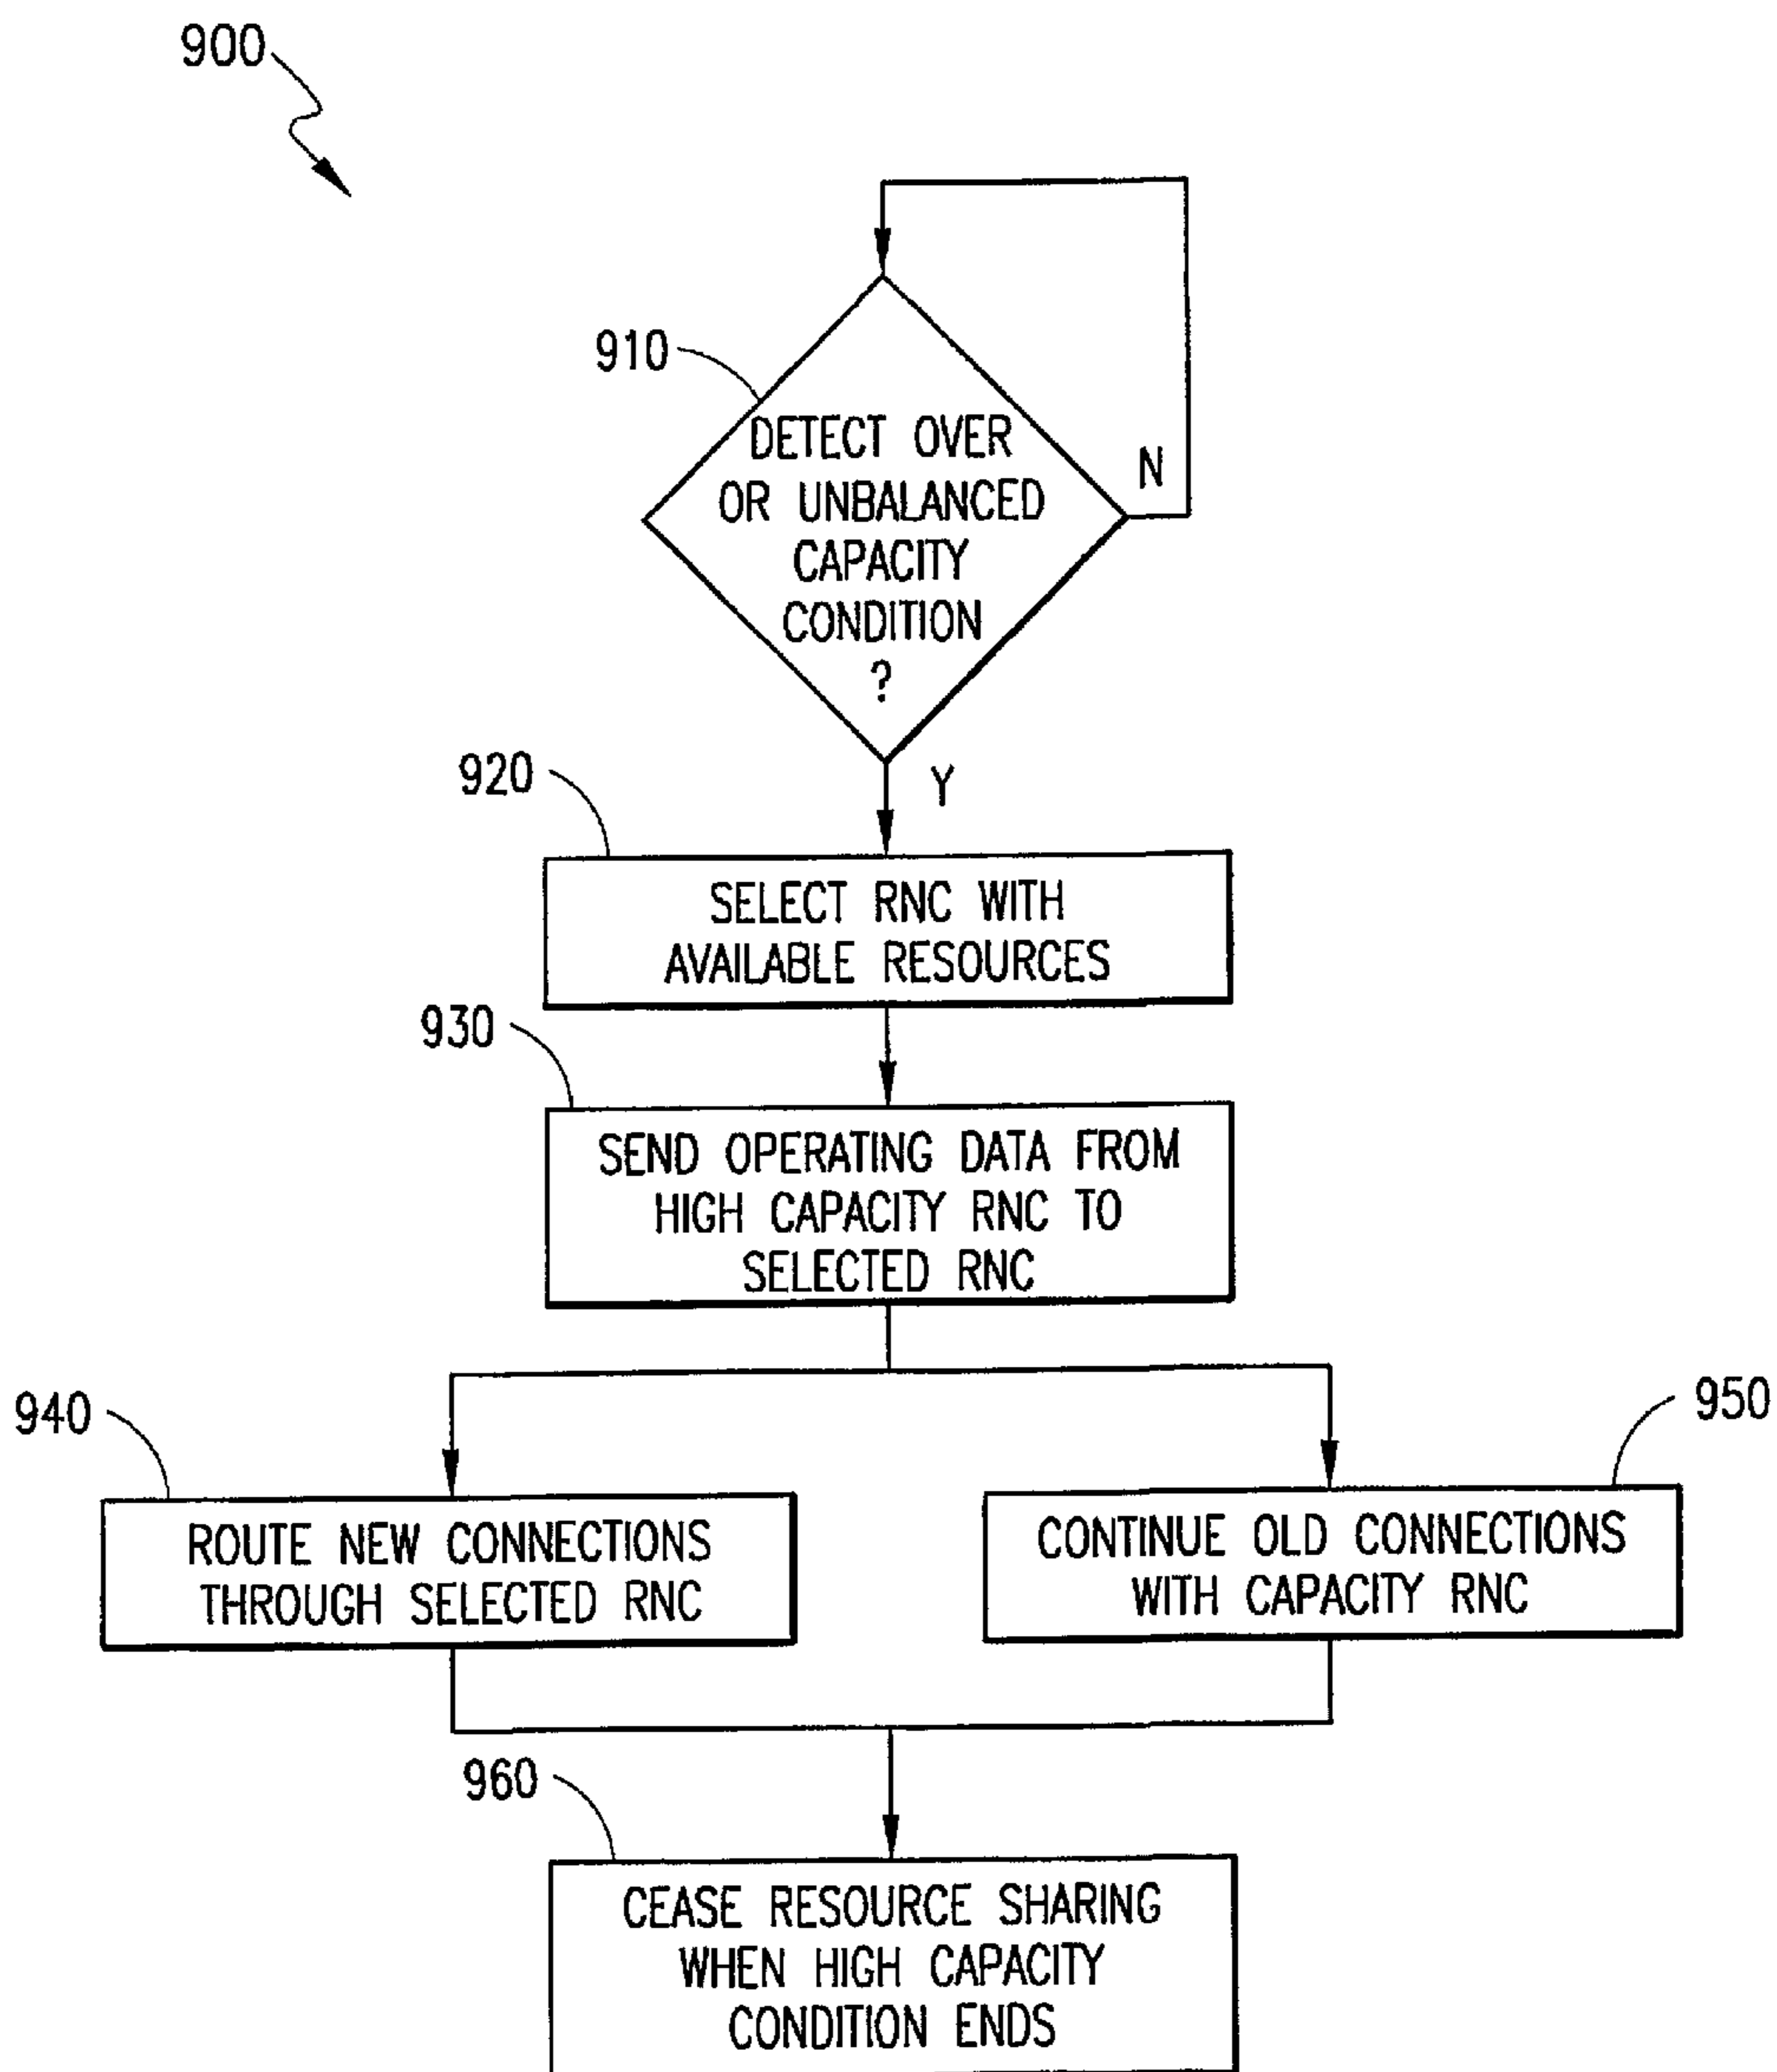 900
910
DETECT OVER
OR UNBALANCED
CAPACITY
CONDITION
?
N
Y
920
SELECT RNC WITH
AVAILABLE RESOURCES
930
SEND OPERATING DATA FROM
HIGH CAPACITY RNC TO
SELECTED RNC
940
ROUTE NEW CONNECTIONS
THROUGH SELECTED RNC
950
CONTINUE OLD CONNECTIONS
WITH CAPACITY RNC
960
CEASE RESOURCE SHARING
WHEN HIGH CAPACITY
CONDITION ENDS